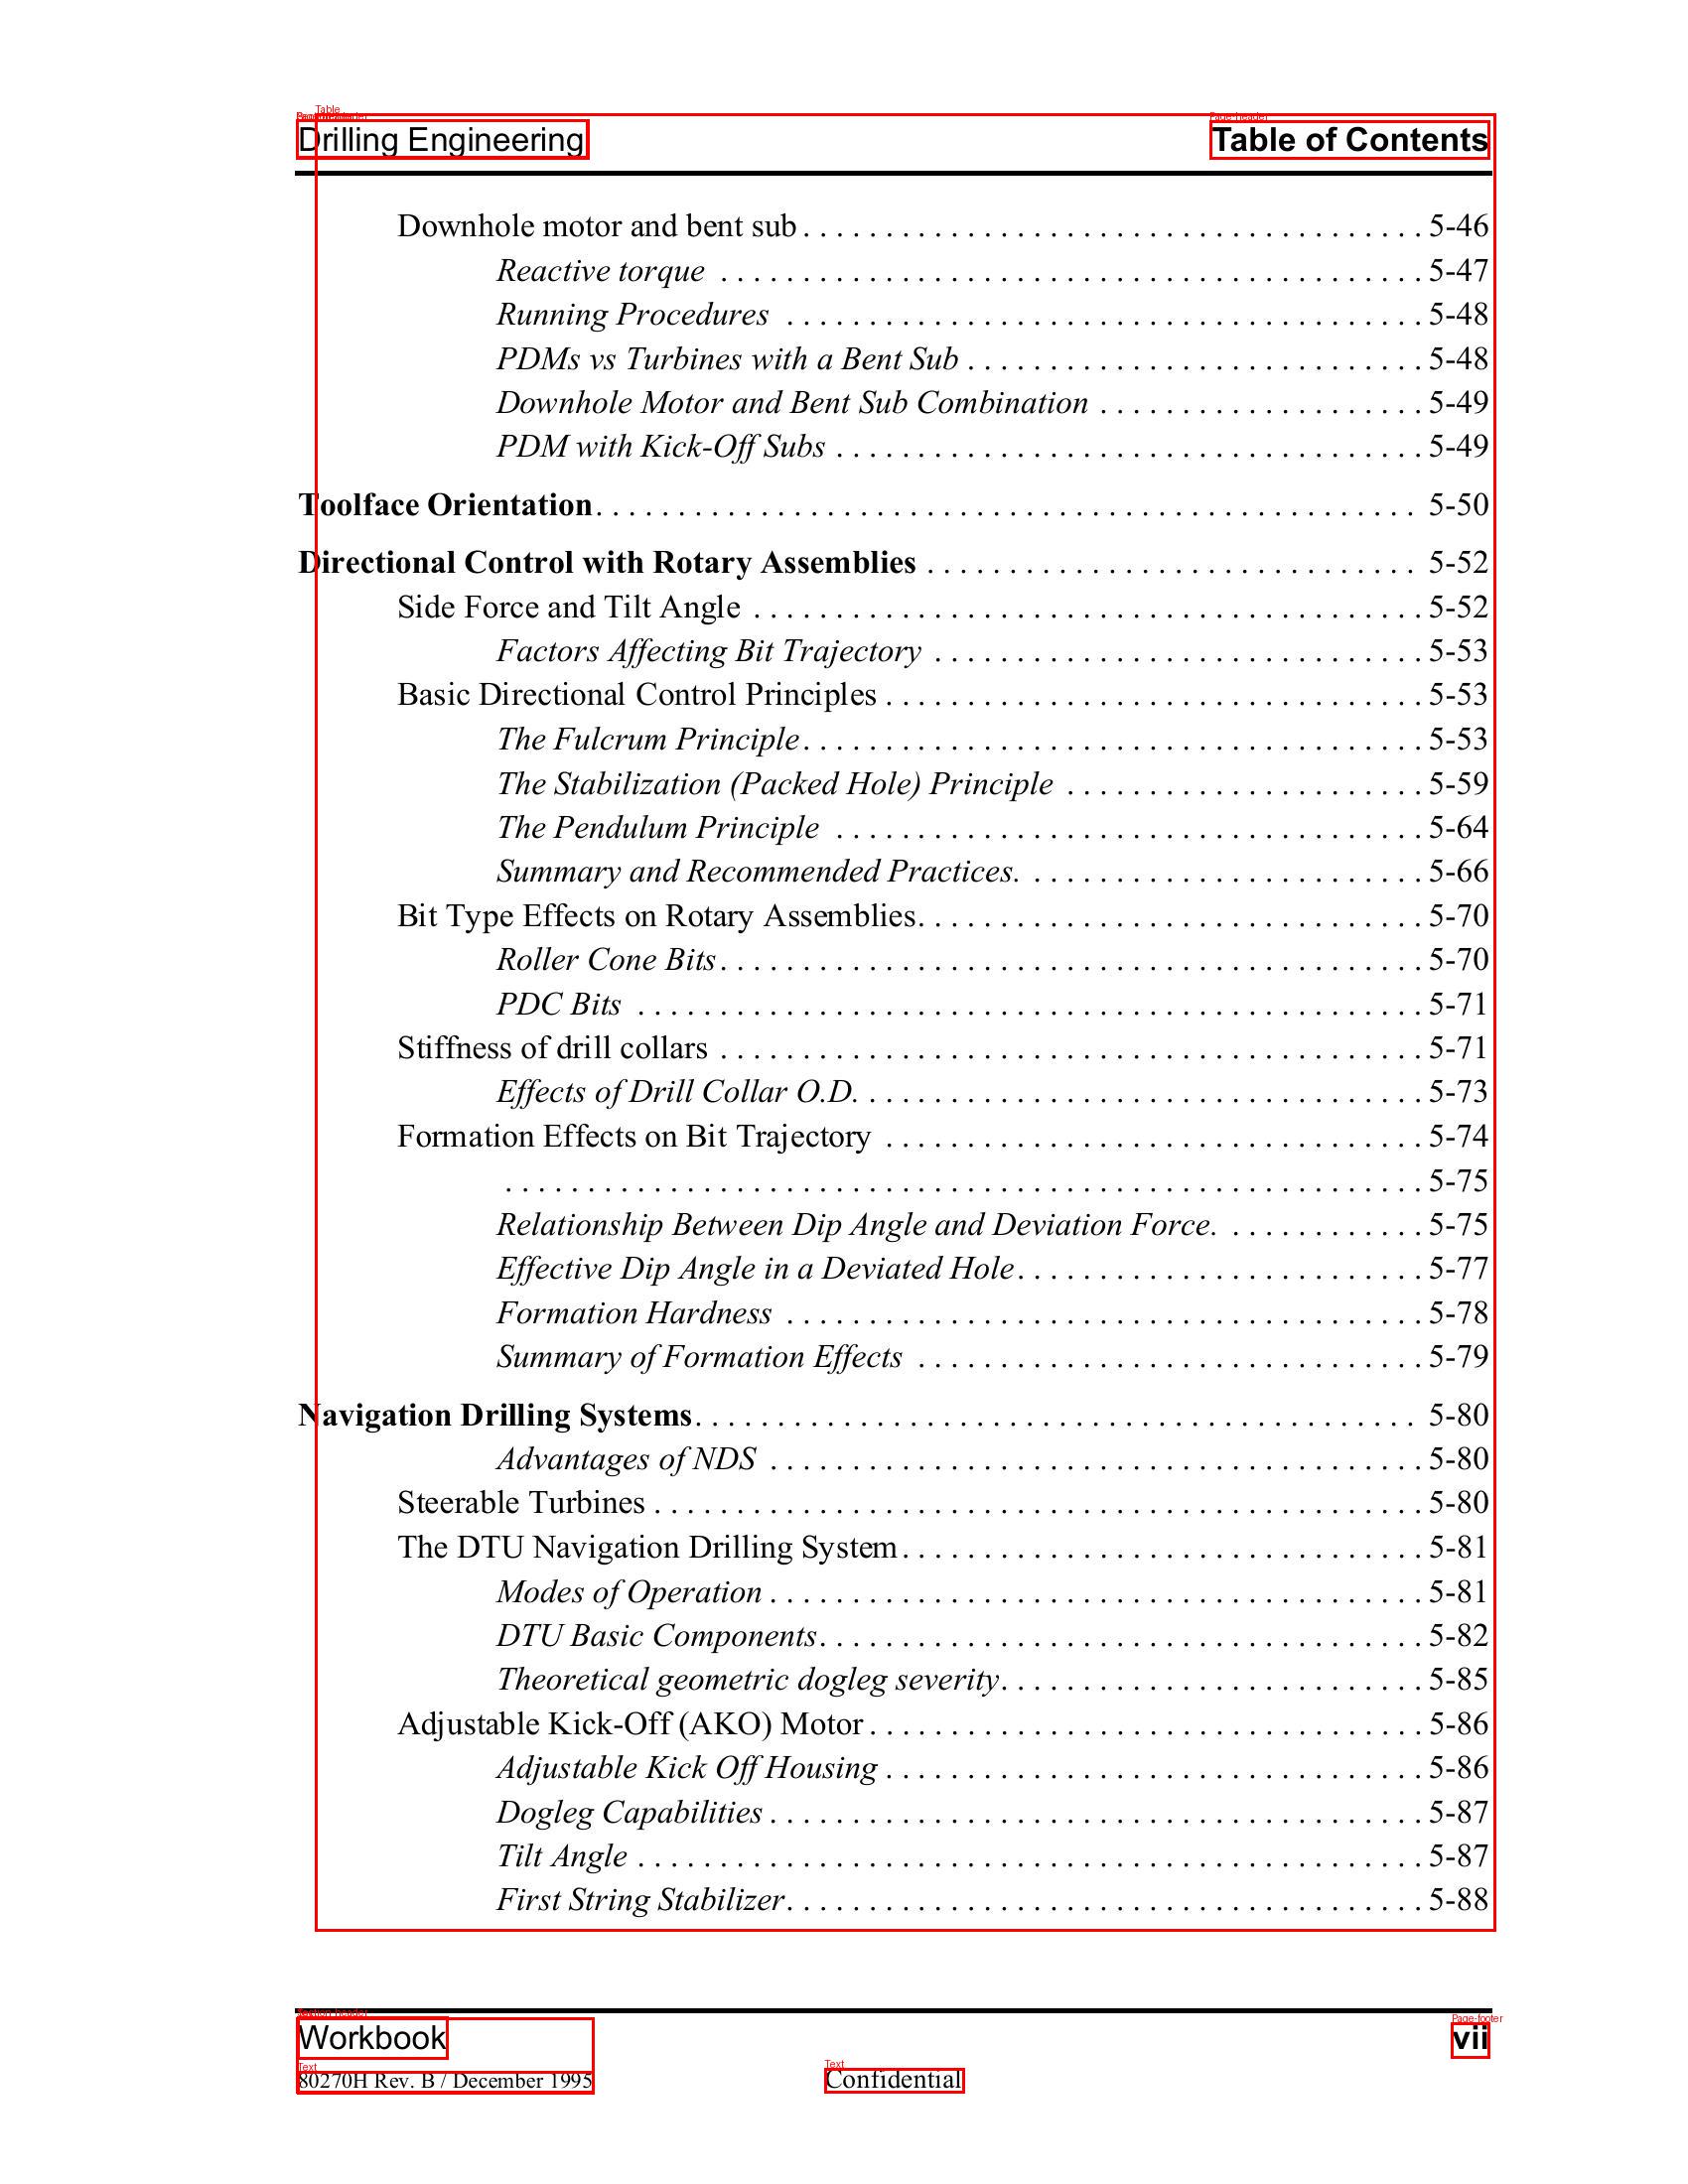 Drilling Engineering Table of Contents
Downhole motor and bent sub . . . . . . . . . . . . . . . . . . . . 5-46
Reactive torque . . . . . . . . . . . . . . . . . . . . 5-47
Running Procedures . . . . . . . . . . . . . . . . . . . . 5-48
PDMs vs Turbines with a Bent Sub . . . . . . . . . . . . . . . . . . . . 5-48
Downhole Motor and Bent Sub Combination . . . . . . . . . . . . . . . . . . . . 5-49
PDM with Kick-Off Subs . . . . . . . . . . . . . . . . . . . . 5-49
Toolface Orientation . . . . . . . . . . . . . . . . . . . . 5-50
Directional Control with Rotary Assemblies . . . . . . . . . . . . . . . . . . . . 5-52
Side Force and Tilt Angle . . . . . . . . . . . . . . . . . . . . 5-52
Factors Affecting Bit Trajectory . . . . . . . . . . . . . . . . . . . . 5-53
Basic Directional Control Principles . . . . . . . . . . . . . . . . . . . . 5-53
The Fulcrum Principle . . . . . . . . . . . . . . . . . . . . 5-53
The Stabilization (Packed Hole) Principle . . . . . . . . . . . . . . . . . . . . 5-59
The Pendulum Principle . . . . . . . . . . . . . . . . . . . . 5-64
Summary and Recommended Practices. . . . . . . . . . . . . . . . . . . . 5-66
Bit Type Effects on Rotary Assemblies . . . . . . . . . . . . . . . . . . . . 5-70
Roller Cone Bits . . . . . . . . . . . . . . . . . . . . 5-70
PDC Bits . . . . . . . . . . . . . . . . . . . . 5-71
Stiffness of drill collars . . . . . . . . . . . . . . . . . . . . 5-71
Effects of Drill Collar O.D. . . . . . . . . . . . . . . . . . . . 5-73
Formation Effects on Bit Trajectory . . . . . . . . . . . . . . . . . . . . 5-74
. . . . . . . . . . . . . . . . . . . . 5-75
Relationship Between Dip Angle and Deviation Force. . . . . . . . . . . . . 5-75
Effective Dip Angle in a Deviated Hole . . . . . . . . . . . . . . . . . . . . 5-77
Formation Hardness . . . . . . . . . . . . . . . . . . . . 5-78
Summary of Formation Effects . . . . . . . . . . . . . . . . . . . . 5-79
Navigation Drilling Systems . . . . . . . . . . . . . . . . . . . . 5-80
Advantages of NDS . . . . . . . . . . . . . . . . . . . . 5-80
Steerable Turbines . . . . . . . . . . . . . . . . . . . . 5-80
The DTU Navigation Drilling System . . . . . . . . . . . . . . . . . . . . 5-81
Modes of Operation . . . . . . . . . . . . . . . . . . . . 5-81
DTU Basic Components . . . . . . . . . . . . . . . . . . . . 5-82
Theoretical geometric dogleg severity . . . . . . . . . . . . . . . . . . . . 5-85
Adjustable Kick-Off (AKO) Motor . . . . . . . . . . . . . . . . . . . . 5-86
Adjustable Kick Off Housing . . . . . . . . . . . . . . . . . . . . 5-86
Dogleg Capabilities . . . . . . . . . . . . . . . . . . . . 5-87
Tilt Angle . . . . . . . . . . . . . . . . . . . . 5-87
First String Stabilizer . . . . . . . . . . . . . . . . . . . . 5-88
Workbook vii
80270H Rev. B / December 1995 Confidential
Table
Page-header
Page-footer
Text
Text